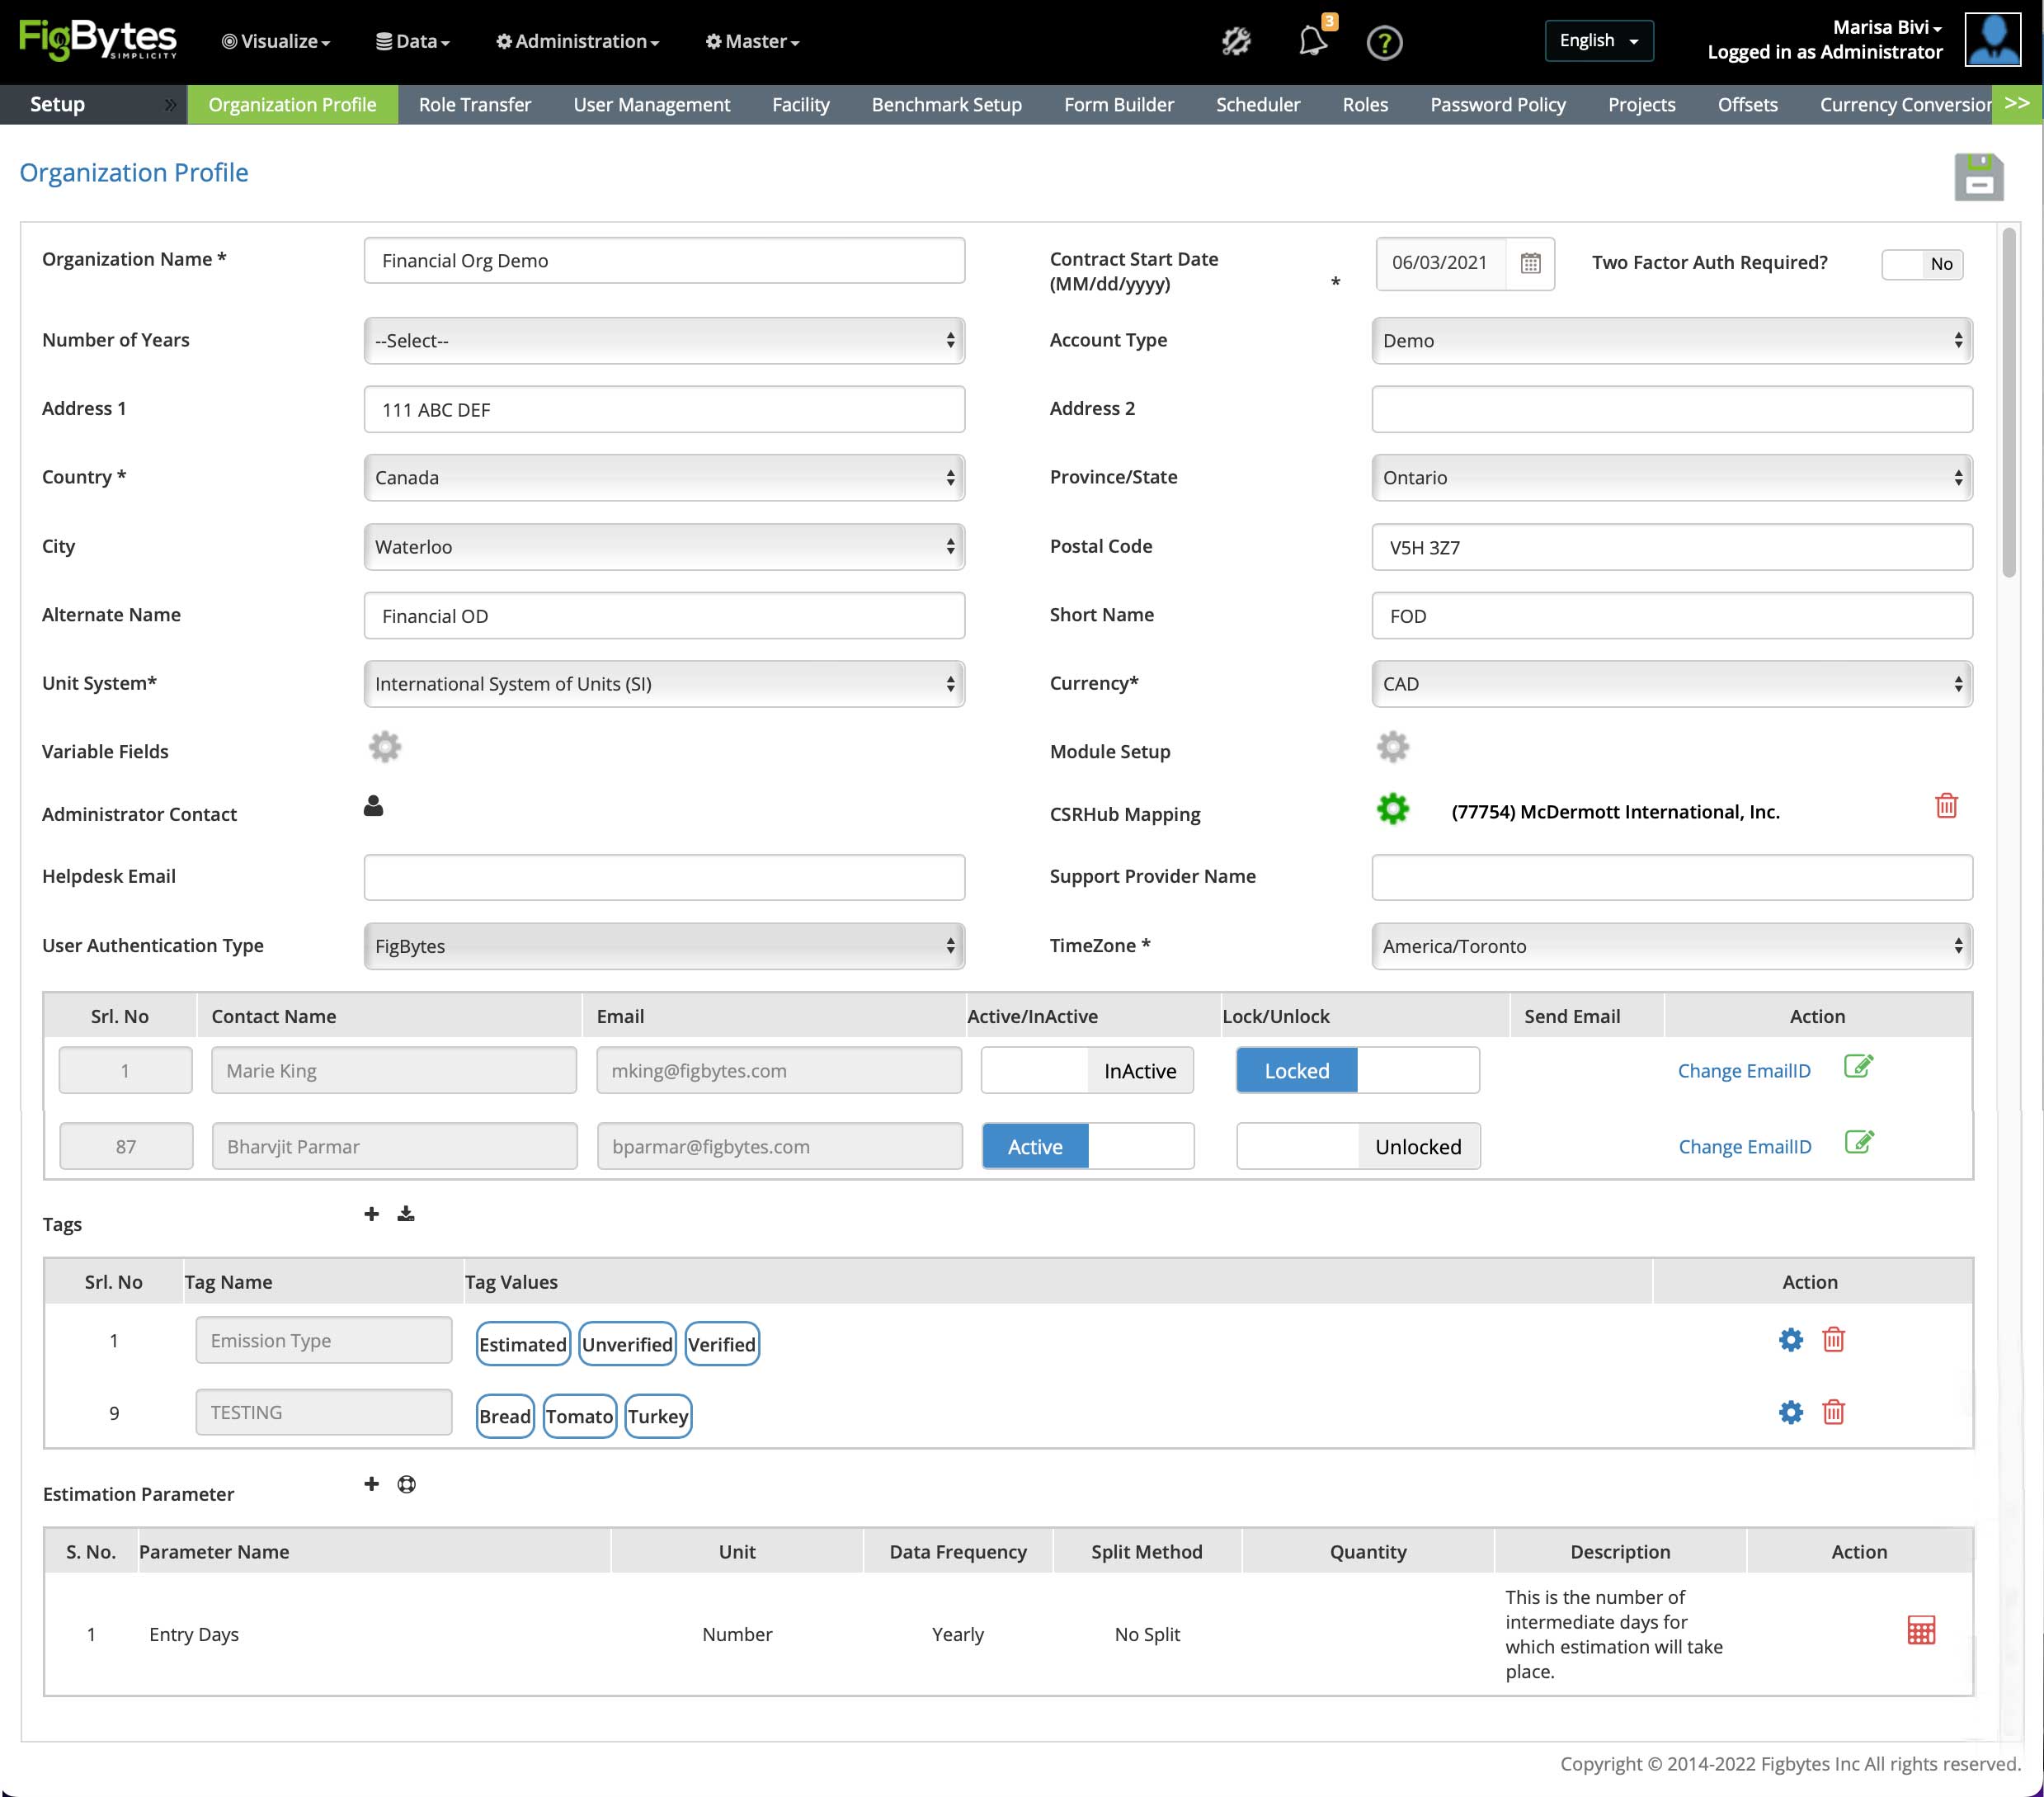 FigBytes
SIMPLICITY
Visualize
Data
Administration
Master
3
?
English
Marisa Bivi
Logged in as Administrator
Setup
Organization Profile
Role Transfer
User Management
Facility
Benchmark Setup
Form Builder
Scheduler
Roles
Password Policy
Projects
Offsets
Currency Conversion
>>
Organization Profile
Organization Name *
Financial Org Demo
Contract Start Date
(MM/dd/yyyy)
*
06/03/2021
Two Factor Auth Required?
No
Number of Years
--Select--
Account Type
Demo
Address 1
111 ABC DEF
Address 2
Country *
Canada
Province/State
Ontario
City
Waterloo
Postal Code
V5H 3Z7
Alternate Name
Financial OD
Short Name
FOD
Unit System*
International System of Units (SI)
Currency*
CAD
Variable Fields
Module Setup
Administrator Contact
CSRHub Mapping
(77754) McDermott International, Inc.
Helpdesk Email
Support Provider Name
User Authentication Type
FigBytes
TimeZone *
America/Toronto
Srl. No Contact Name Email Active/InActive Lock/Unlock Send Email Action
1 Marie King mking@figbytes.com InActive Locked Change EmailID
87 Bharvjit Parmar bparmar@figbytes.com Active Unlocked Change EmailID
Tags
Srl. No Tag Name Tag Values Action
1 Emission Type Estimated Unverified Verified
9 TESTING Bread Tomato Turkey
Estimation Parameter
S. No. Parameter Name Unit Data Frequency Split Method Quantity Description Action
1 Entry Days Number Yearly No Split
This is the number of
intermediate days for
which estimation will take
place.
Copyright © 2014-2022 Figbytes Inc All rights reserved.